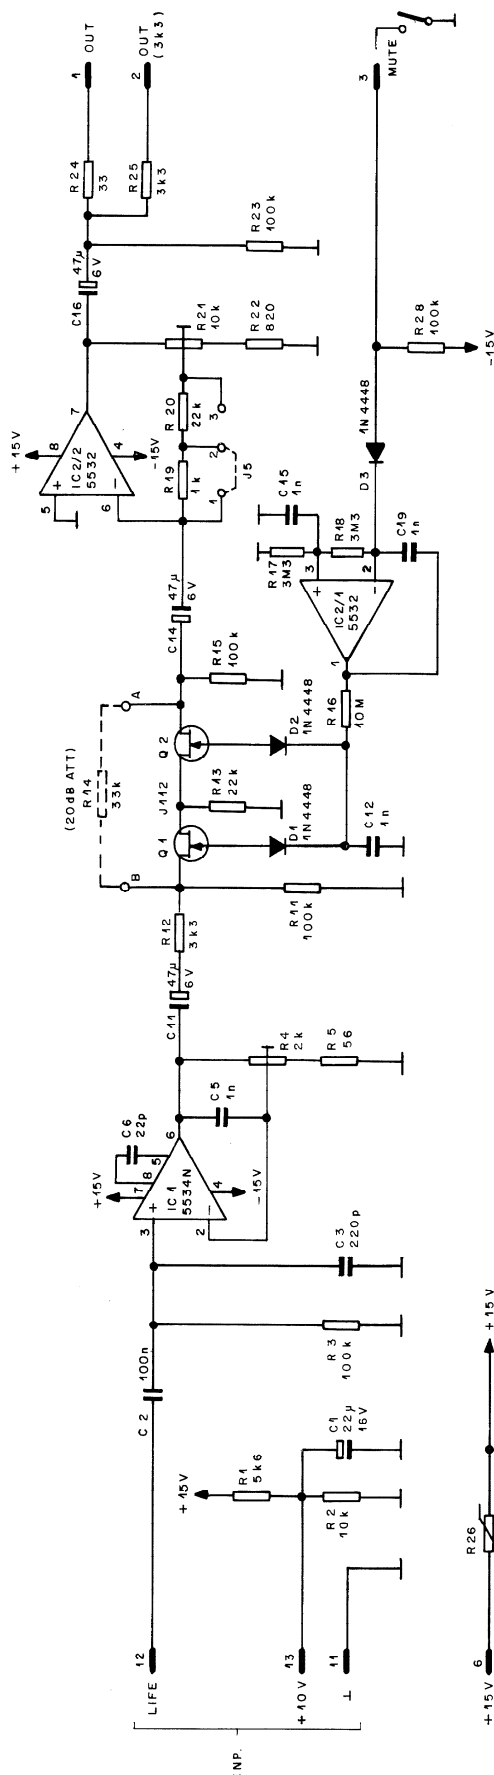 INP.
LIFE
12
+10V
13
⊥
11
+15V
6
R26
+15V
C2
100n
+15V
R1
5k6
R2
10k
C1
22µ
16V
R3
100k
C3
220p
3
2
+
−
IC1
5534N
+15V
7
8
5
C6
22p
4
-15V
6
C5
1n
R4
2k
R5
56
C11
47µ
6V
R12
3k3
R11
100k
B
A
(20dB ATT)
R14
33k
Q1
J112
Q2
R13
22k
R15
100k
D1
1N4448
D2
1N4448
C12
1n
R16
10M
1
IC2/1
5532
+
−
3
2
R17
3M3
R18
3M3
C15
1n
C19
1n
D3
1N4448
R28
100k
-15V
3
MUTE
C14
47µ
6V
R19
1k
R20
22k
1
2
3
J5
5
6
+
−
IC2/2
5532
+15V
8
4
-15V
7
R21
10k
R22
820
C16
47µ
6V
R23
100k
R24
33
R25
3k3
1
OUT
2
OUT
(3k3)